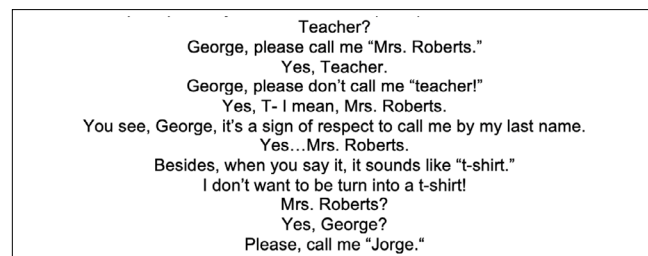 Teacher?
George, please call me “Mrs. Roberts.”
Yes, Teacher.
George, please don’t call me “teacher!”
Yes, T- I mean, Mrs. Roberts.
You see, George, it’s a sign of respect to call me by my last name.
Yes…Mrs. Roberts.
Besides, when you say it, it sounds like “t-shirt.”
I don’t want to be turn into a t-shirt!
Mrs. Roberts?
Yes, George?
Please, call me “Jorge.“